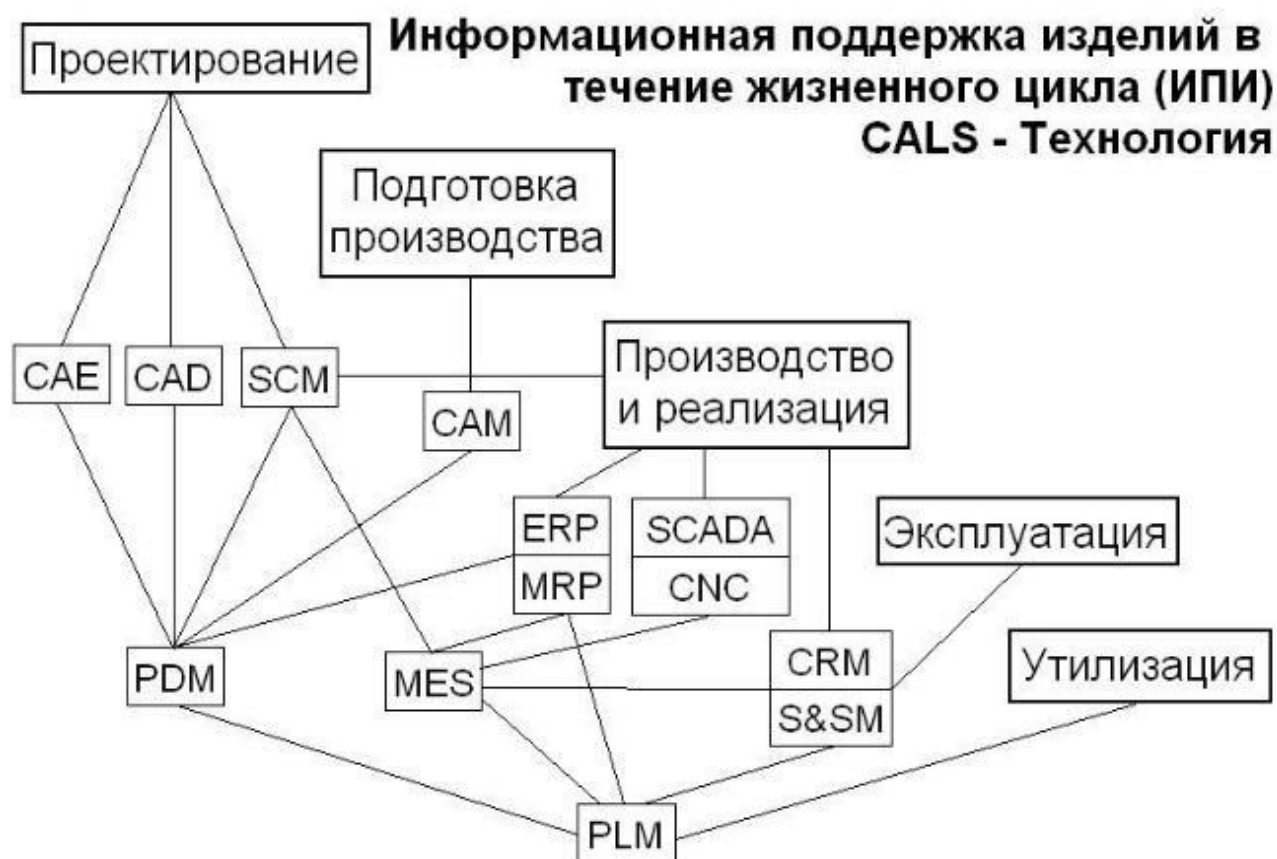 Информационная поддержка изделий в
течение жизненного цикла (ИПИ)
CALS - Технология
Проектирование
Подготовка
производства
CAE
CAD
SCM
CAM
Производство
и реализация
ERP
MRP
SCADA
CNC
Эксплуатация
PDM
MES
CRM
S&SM
Утилизация
PLM